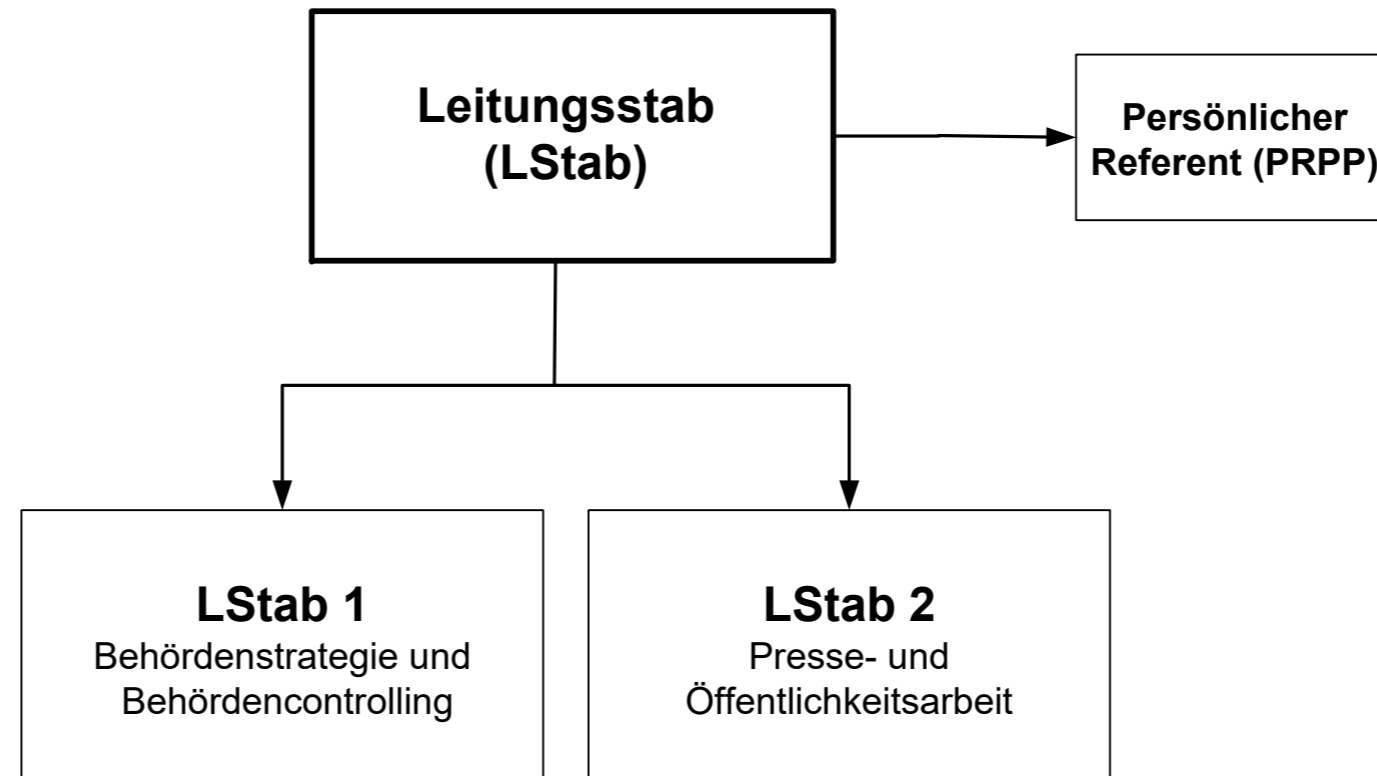 Leitungsstab
(LStab)
Persönlicher
Referent (PRPP)
LStab 1
Behördenstrategie und
Behördencontrolling
LStab 2
Presse- und
Öffentlichkeitsarbeit